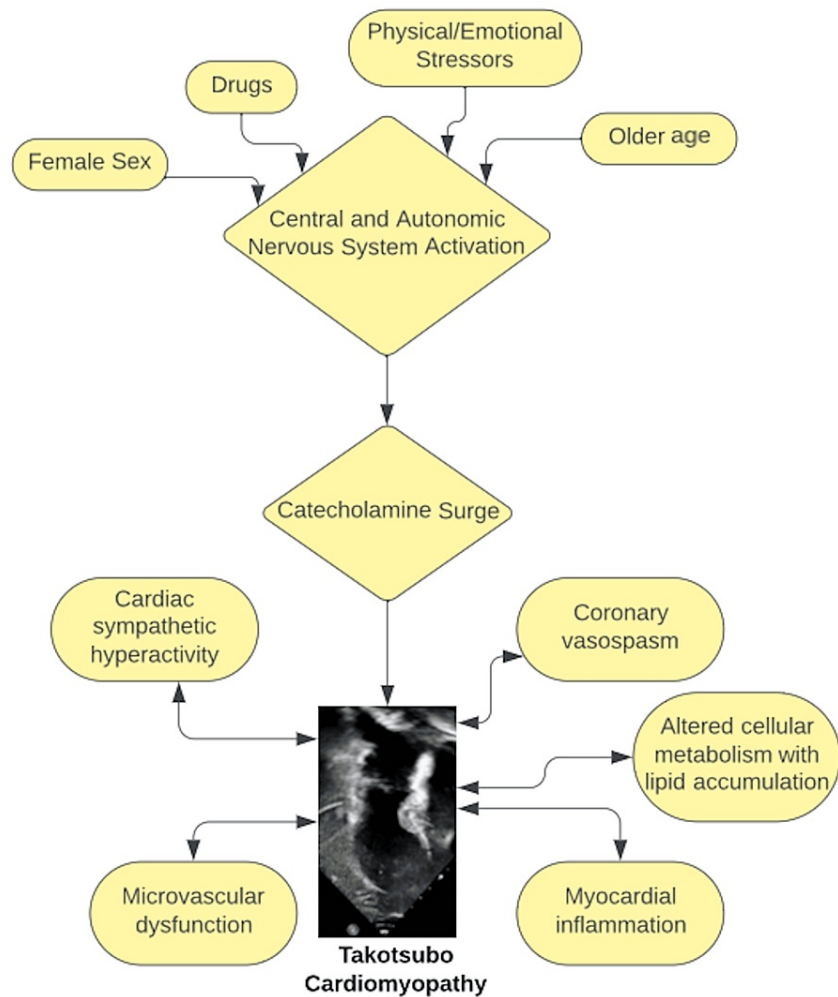 Physical/Emotional
Stressors
Drugs
Older age
Female Sex
Central and Autonomic
Nervous System Activation
Catecholamine Surge
Cardiac
sympathetic
hyperactivity
Coronary
vasospasm
Altered cellular
metabolism with
lipid accumulation
Microvascular
dysfunction
Myocardial
inflammation
Takotsubo
Cardiomyopathy